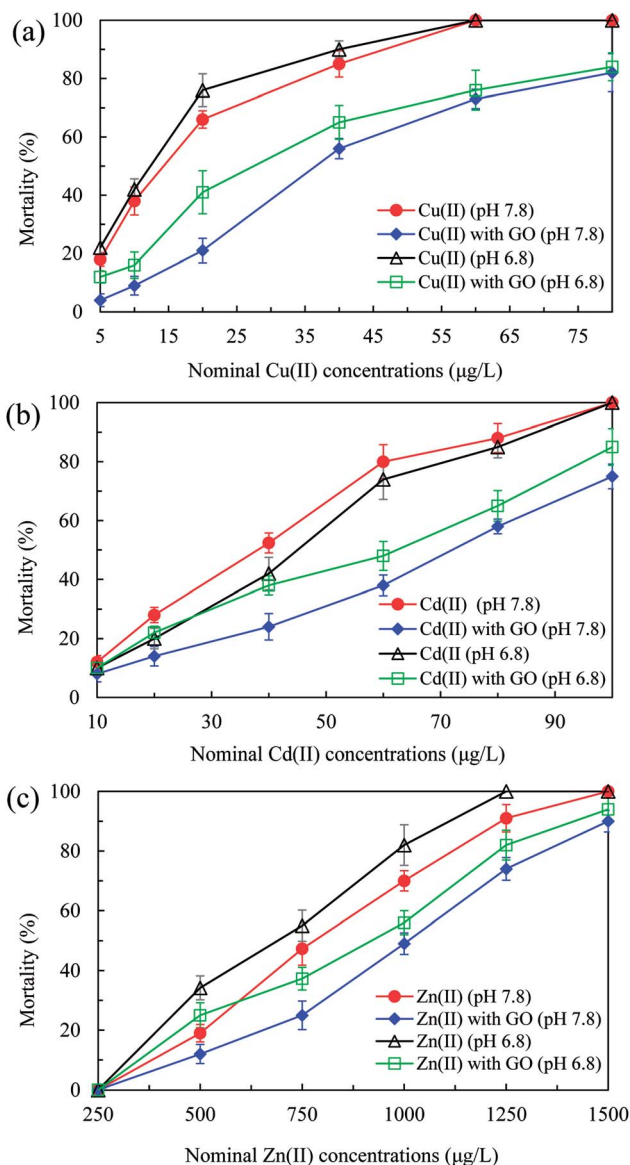 (a)
100
80
60
40
20
0
Mortality (%)
Cu(II) (pH 7.8)
Cu(II) with GO (pH 7.8)
Cu(II) (pH 6.8)
Cu(II) with GO (pH 6.8)
5 15 25 35 45 55 65 75
Nominal Cu(II) concentrations (μg/L)
(b)
100
80
60
40
20
0
Mortality (%)
Cd(II) (pH 7.8)
Cd(II) with GO (pH 7.8)
Cd(II (pH 6.8)
Cd(II) with GO (pH 6.8)
10 30 50 70 90
Nominal Cd(II) concentrations (μg/L)
(c)
100
80
60
40
20
0
Mortality (%)
Zn(II) (pH 7.8)
Zn(II) with GO (pH 7.8)
Zn(II) (pH 6.8)
Zn(II) with GO (pH 6.8)
250 500 750 1000 1250 1500
Nominal Zn(II) concentrations (μg/L)